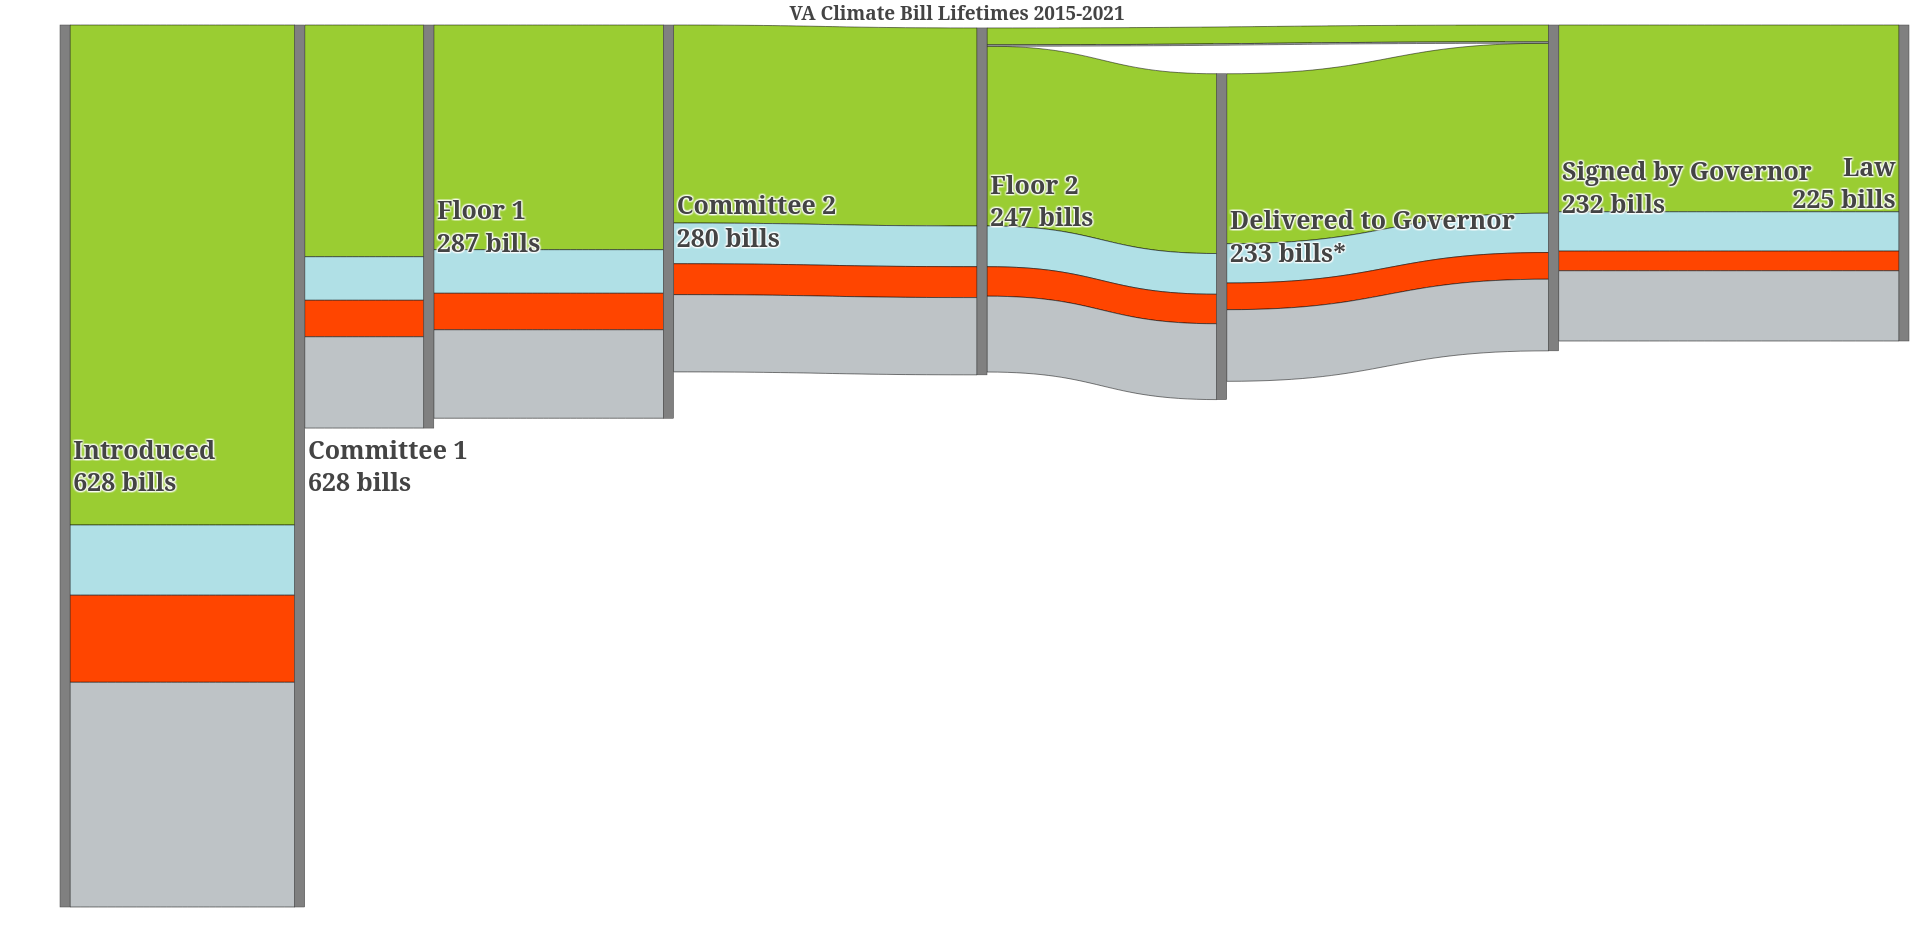 VA Climate Bill Lifetimes 2015-2021
Introduced
628 bills
Committee 1
628 bills
Floor 1
287 bills
Committee 2
280 bills
Floor 2
247 bills
Delivered to Governor
233 bills*
Signed by Governor
232 bills
Law
225 bills